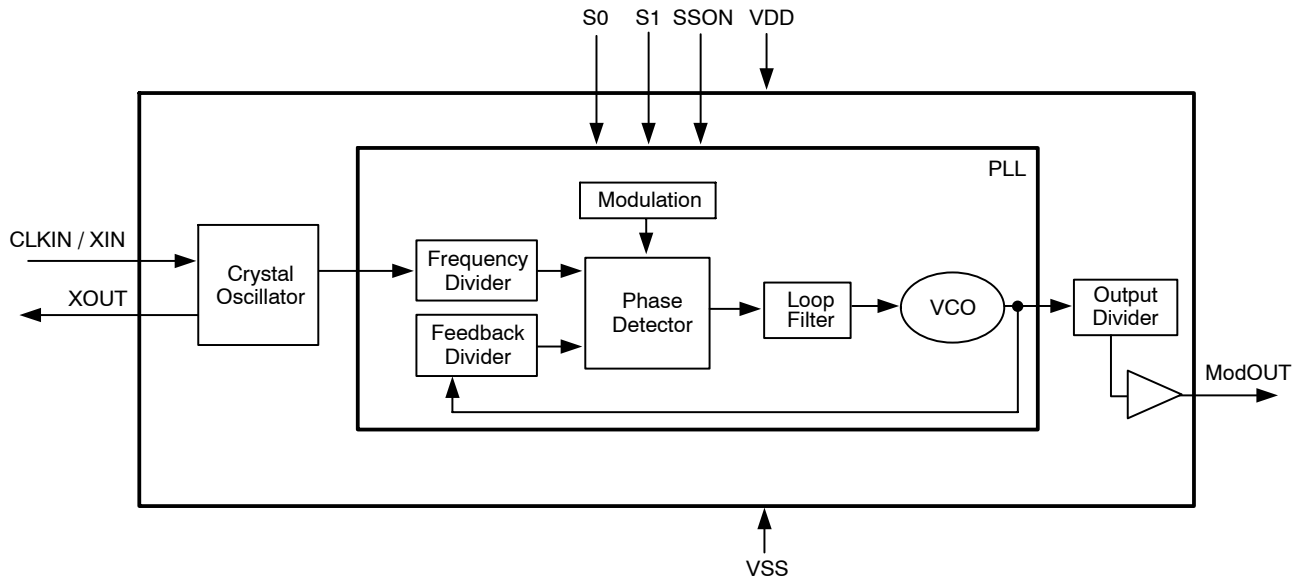 S0 S1 SSON VDD
PLL
Modulation
CLKIN / XIN
XOUT
Crystal
Oscillator
Frequency
Divider
Feedback
Divider
Phase
Detector
Loop
Filter
VCO
Output
Divider
ModOUT
VSS